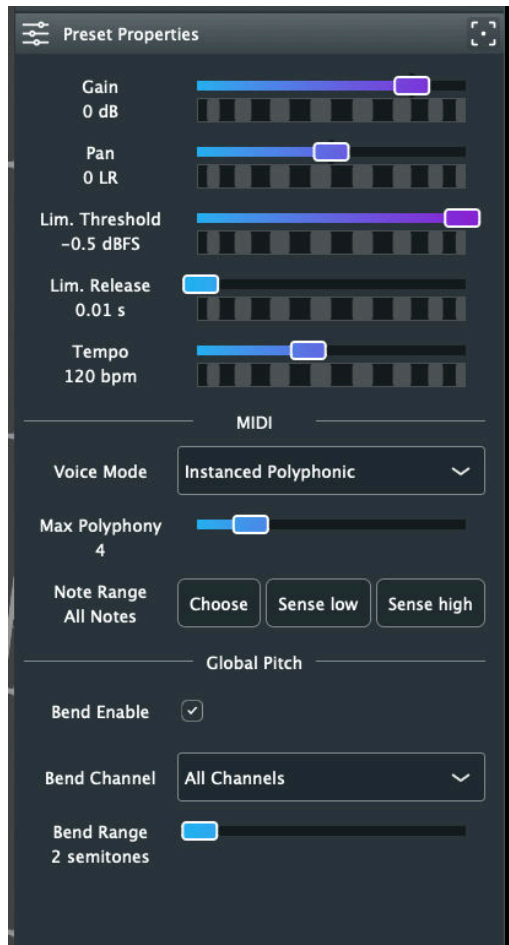 Preset Properties
Gain
0 dB
Pan
0 LR
Lim. Threshold
-0.5 dBFS
Lim. Release
0.01 s
Tempo
120 bpm
MIDI
Voice Mode
Instanced Polyphonic
Max Polyphony
4
Note Range
All Notes
Choose
Sense low
Sense high
Global Pitch
Bend Enable
Bend Channel
All Channels
Bend Range
2 semitones